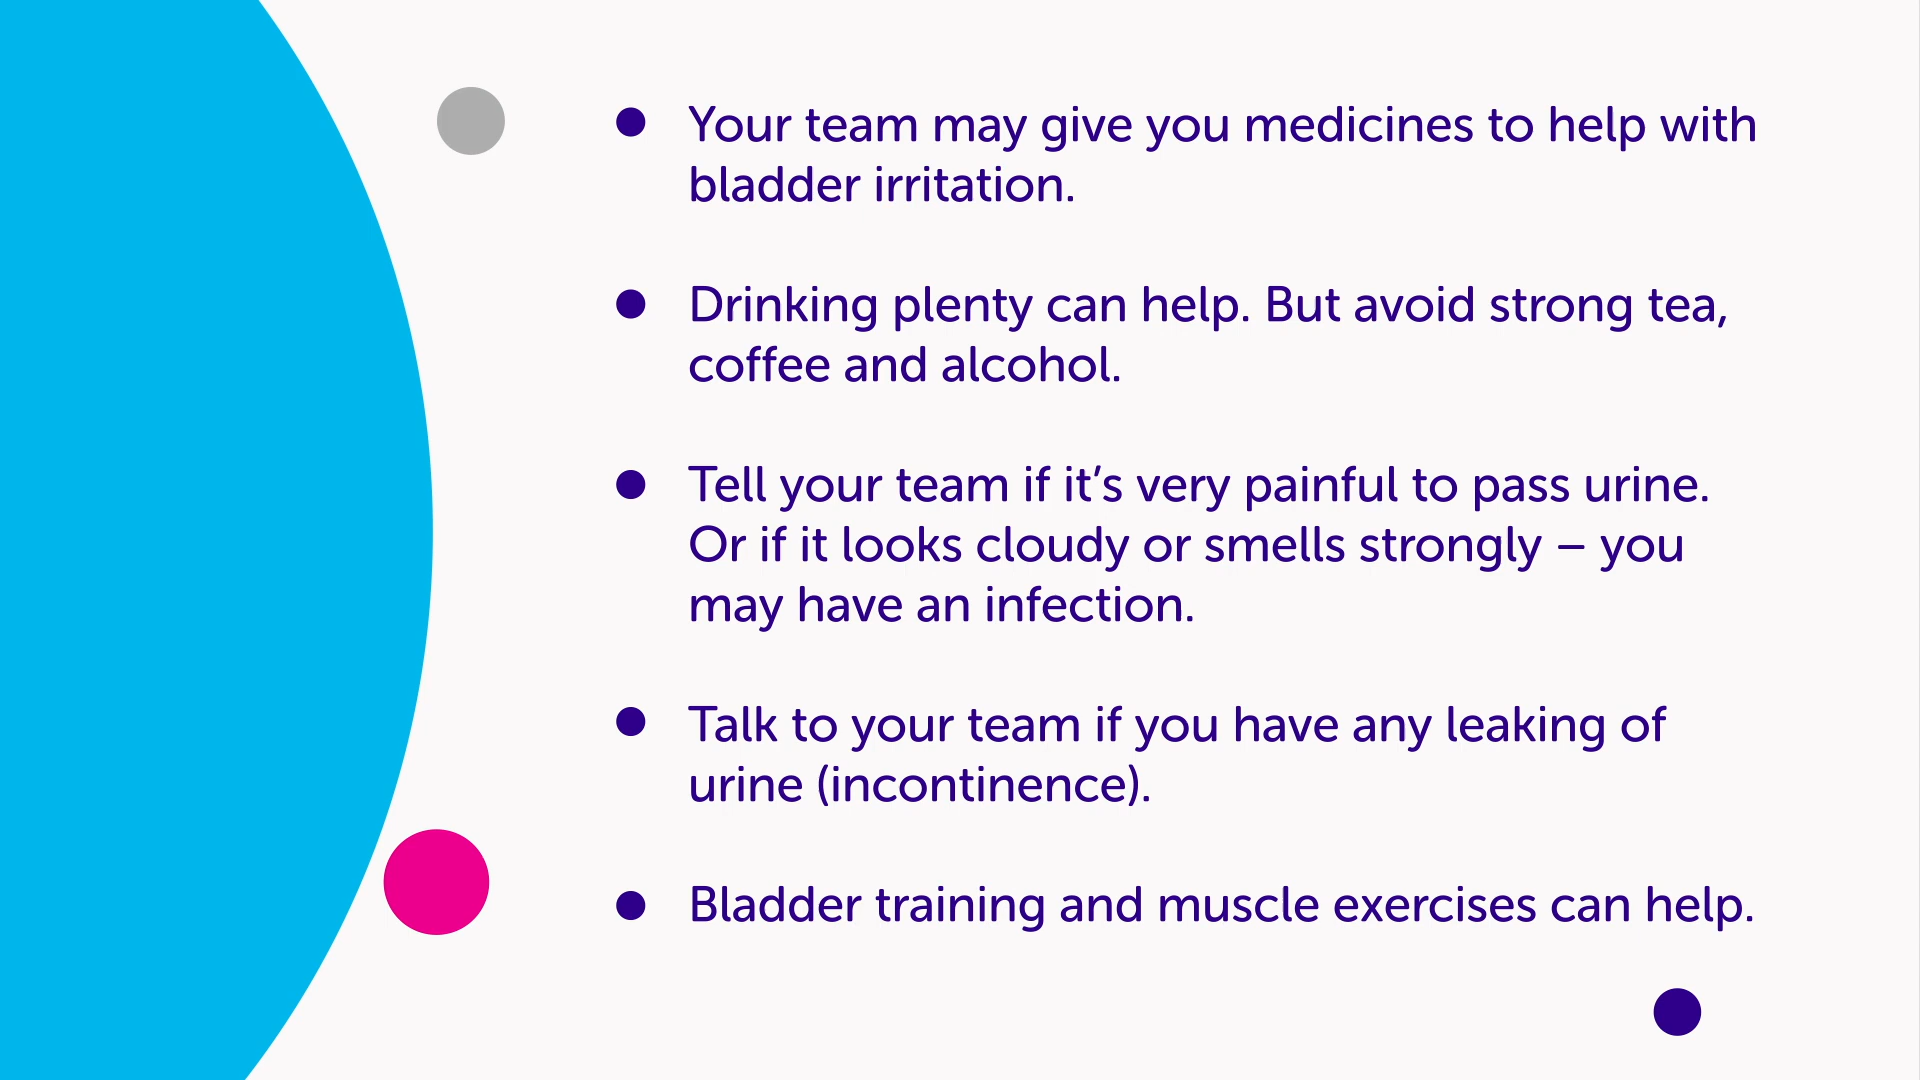 ● Your team may give you medicines to help with
bladder irritation.
● Drinking plenty can help. But avoid strong tea,
coffee and alcohol.
● Tell your team if it’s very painful to pass urine.
Or if it looks cloudy or smells strongly – you
may have an infection.
● Talk to your team if you have any leaking of
urine (incontinence).
● Bladder training and muscle exercises can help.